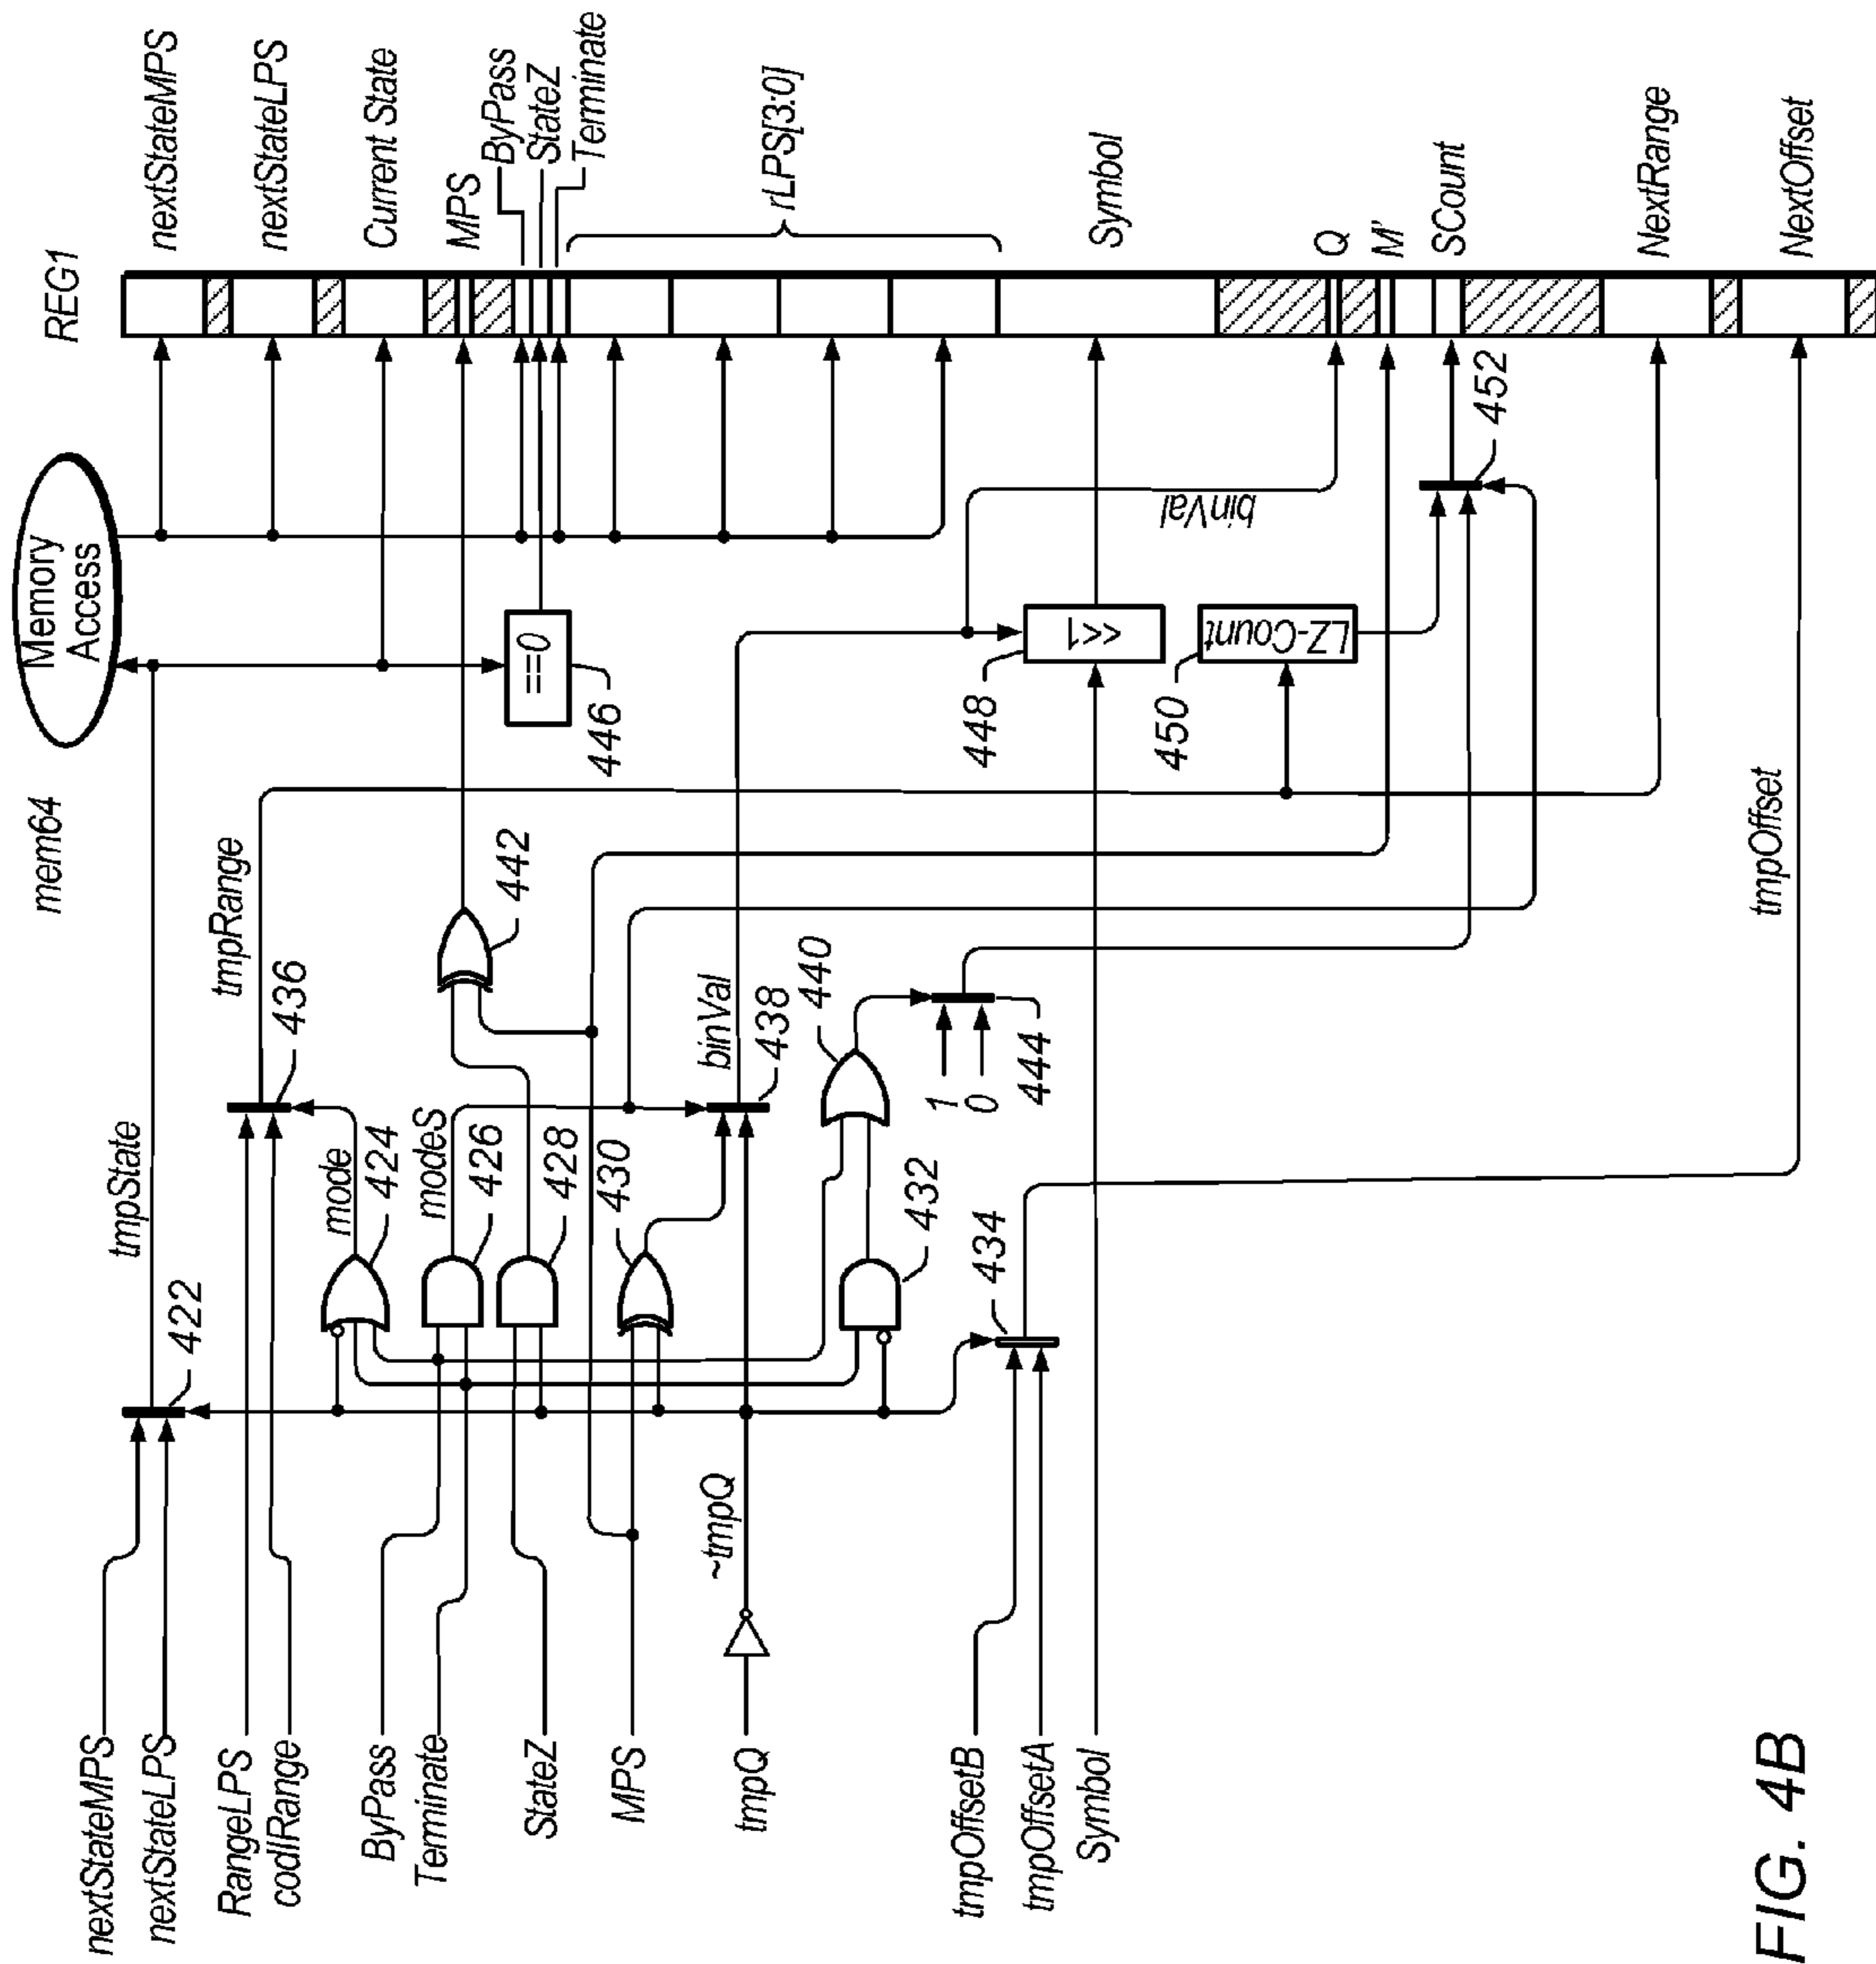 nextStateMPS
nextStateLPS
RangeLPS
codIRange
ByPass
Terminate
StateZ
MPS
tmpQ
tmpOffsetB
tmpOffsetA
Symbol
~tmpQ
422
tmpState
mode
424
modeS
426
428
430
432
434
tmpRange
436
binVal
438
440
1
0
444
442
mem64
Memory
Access
==0
446
<<1
448
LZ-Count
450
binVal
452
tmpOffset
REG1
nextStateMPS
nextStateLPS
Current State
MPS
ByPass
StateZ
Terminate
rLPS[3:0]
Symbol
Q
M'
SCount
NextRange
NextOffset
FIG. 4B